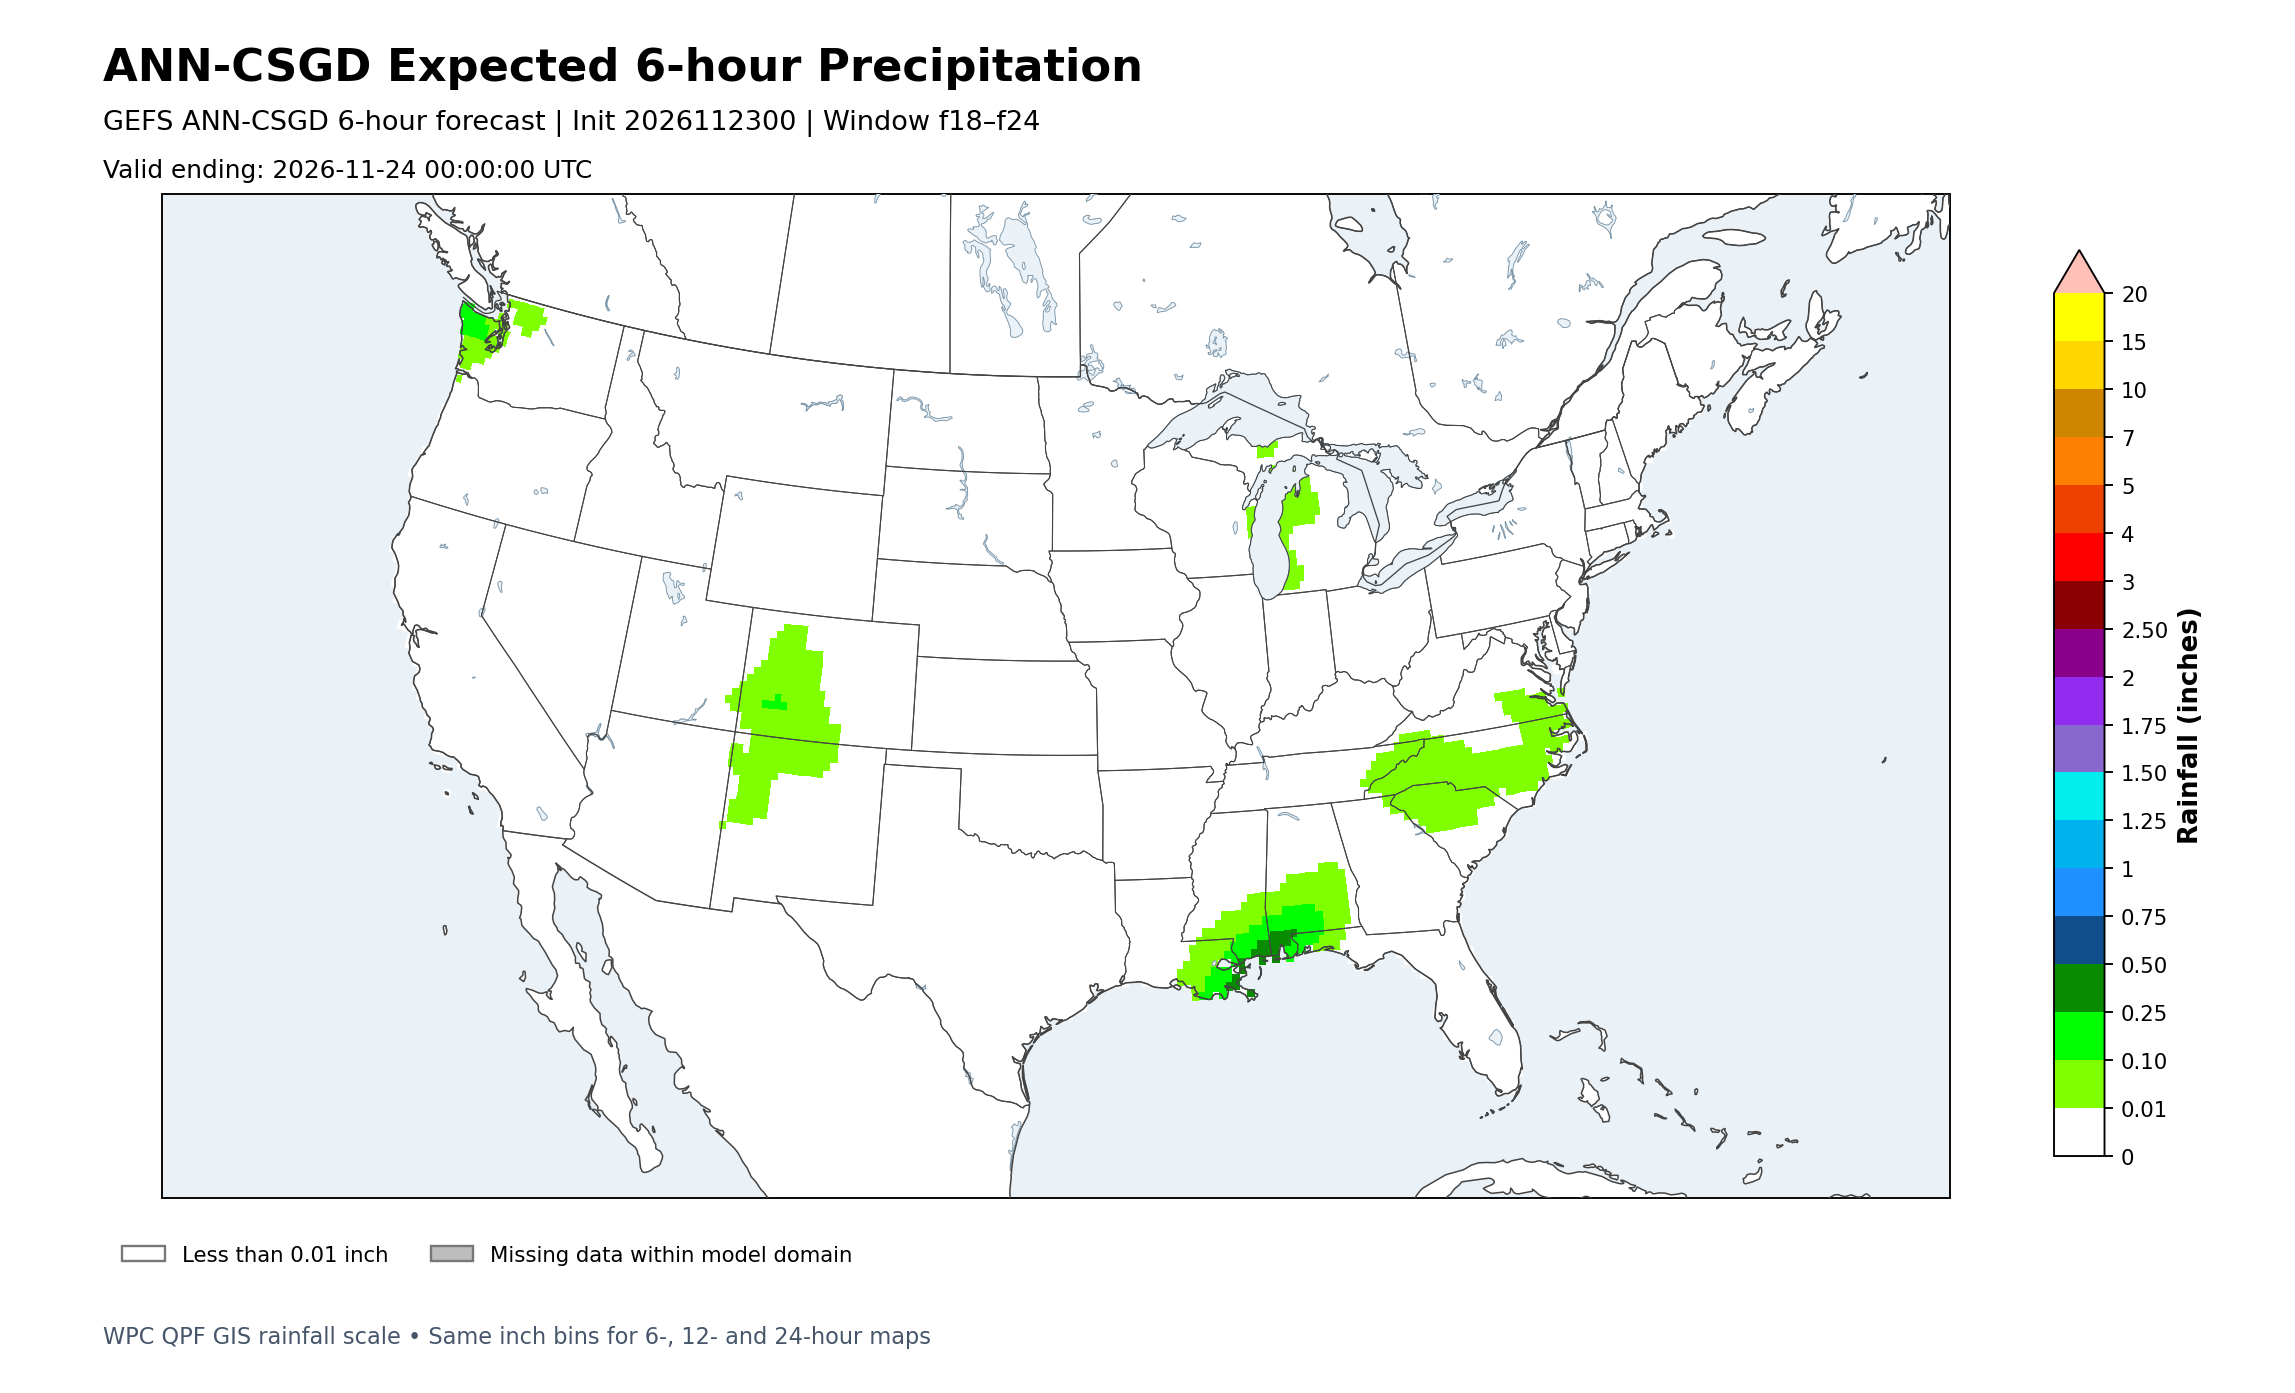 ANN-CSGD Expected 6-hour Precipitation
GEFS ANN-CSGD 6-hour forecast | Init 2026112300 | Window f18–f24
Valid ending: 2026-11-24 00:00:00 UTC
20
15
10
7
5
4
3
2.50
2
1.75
1.50
1.25
1
0.75
0.50
0.25
0.10
0.01
0
Rainfall (inches)
Less than 0.01 inch
Missing data within model domain
WPC QPF GIS rainfall scale • Same inch bins for 6-, 12- and 24-hour maps